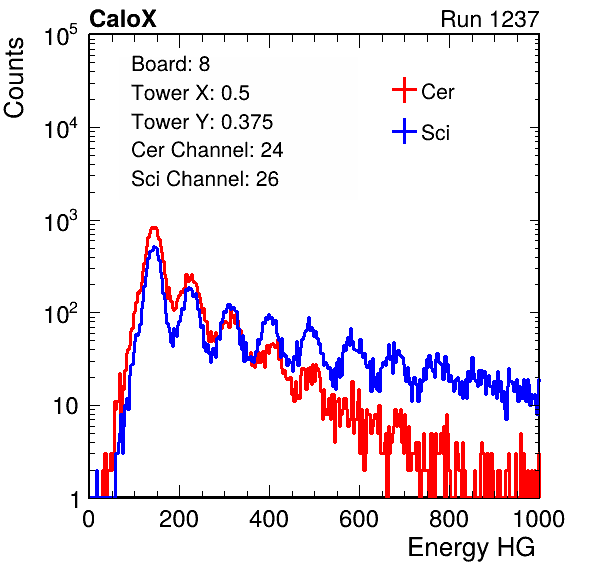 CaloX Run 1237
Counts
10^5
10^4
10^3
10^2
10
1
Board: 8
Tower X: 0.5
Tower Y: 0.375
Cer Channel: 24
Sci Channel: 26
Cer
Sci
0 200 400 600 800 1000
Energy HG